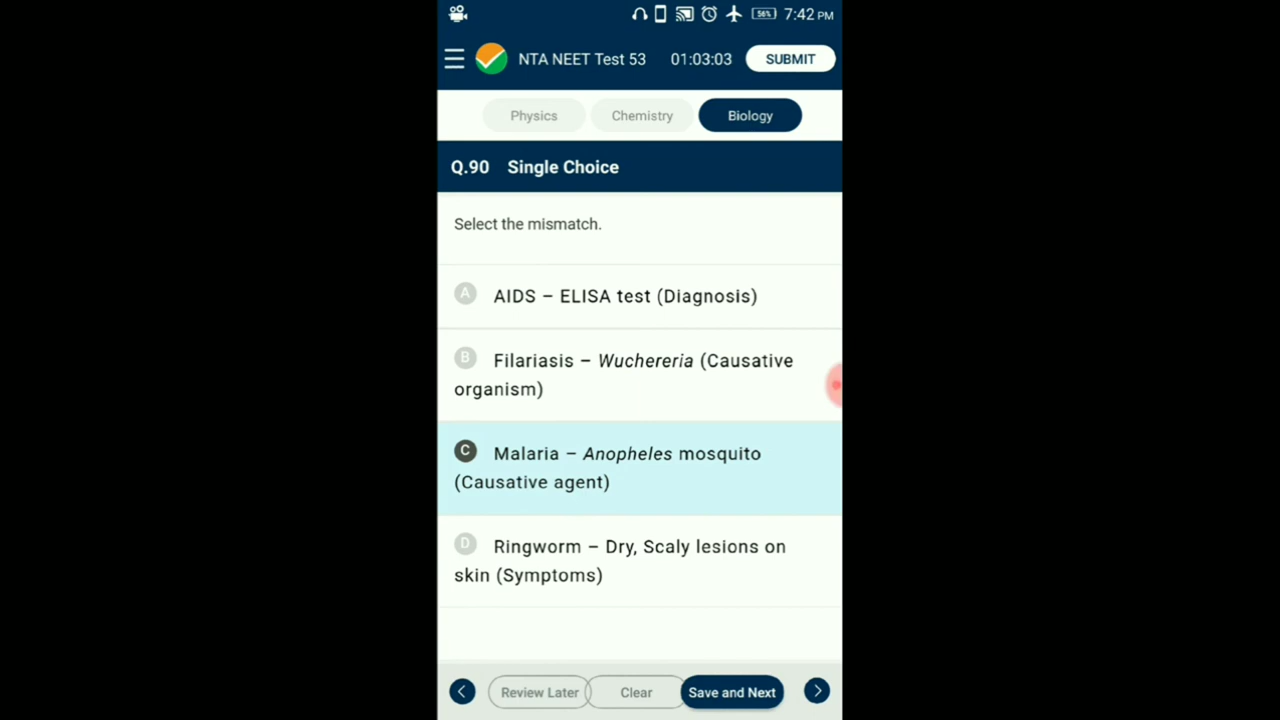 56% 7:42 PM
NTA NEET Test 53 01:03:03 SUBMIT
Physics Chemistry Biology
Q.90 Single Choice
Select the mismatch.
A AIDS – ELISA test (Diagnosis)
B Filariasis – Wuchereria (Causative
organism)
C Malaria – Anopheles mosquito
(Causative agent)
D Ringworm – Dry, Scaly lesions on
skin (Symptoms)
Review Later Clear Save and Next